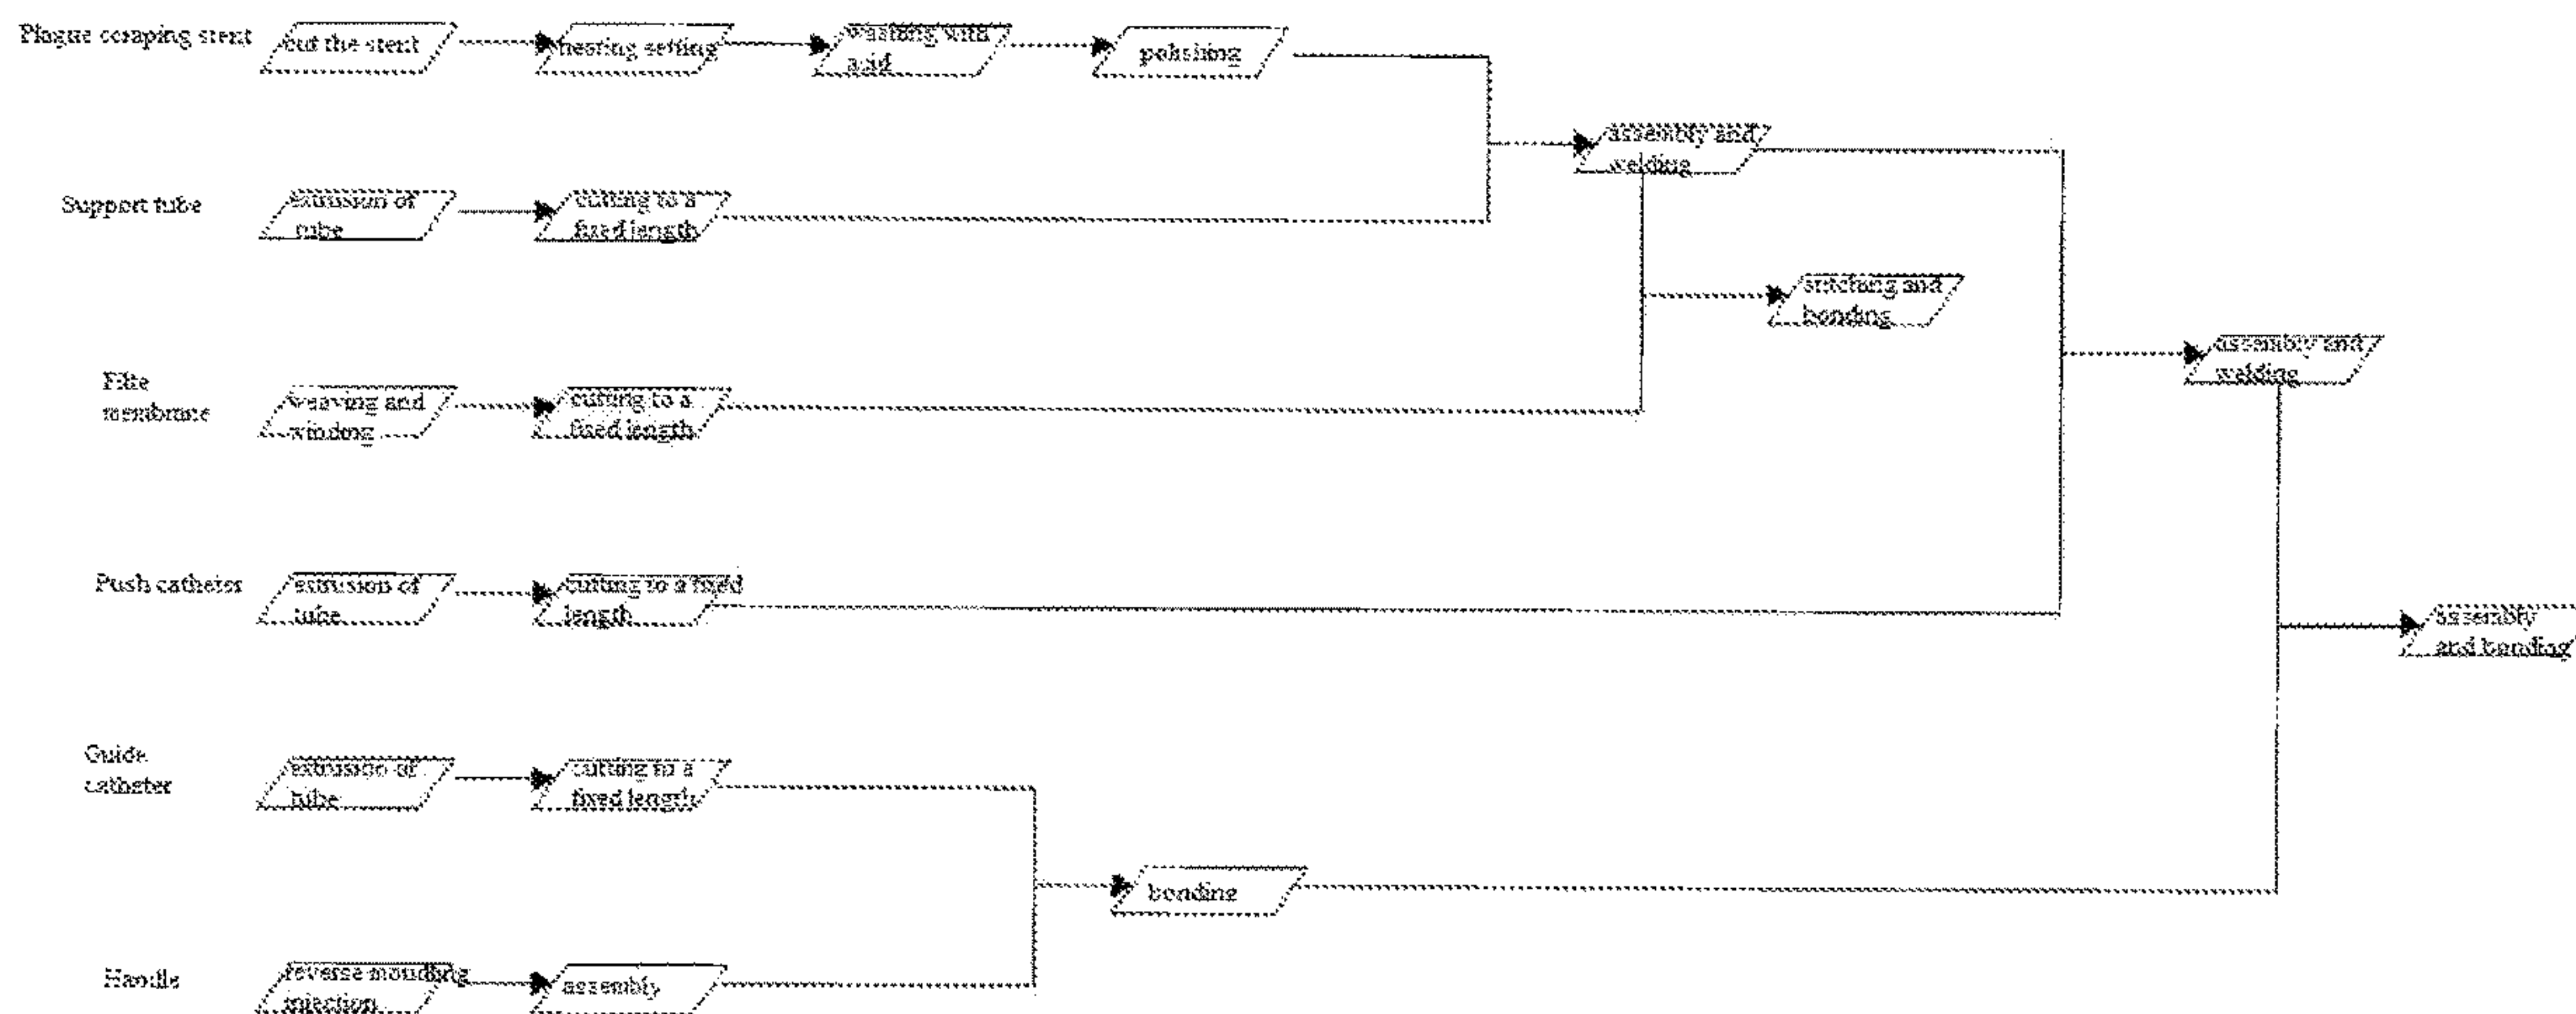 Plague ccraping stent
cut the stent
heating setting
washing with
acid
polishing
assembly and
welding
Support tube
extrusion of
tube
cutting to a
fixed length
stitching and
bonding
assembly and
welding
Filte
membrane
weaving and
winding
cutting to a
fixed length
Push catheter
extrusion of
tube
cutting to a fixed
length
assembly
and bonding
Guide
catheter
extrusion of
tube
cutting to a
fixed length
bonding
Handle
reverse moudling
injection
assembly